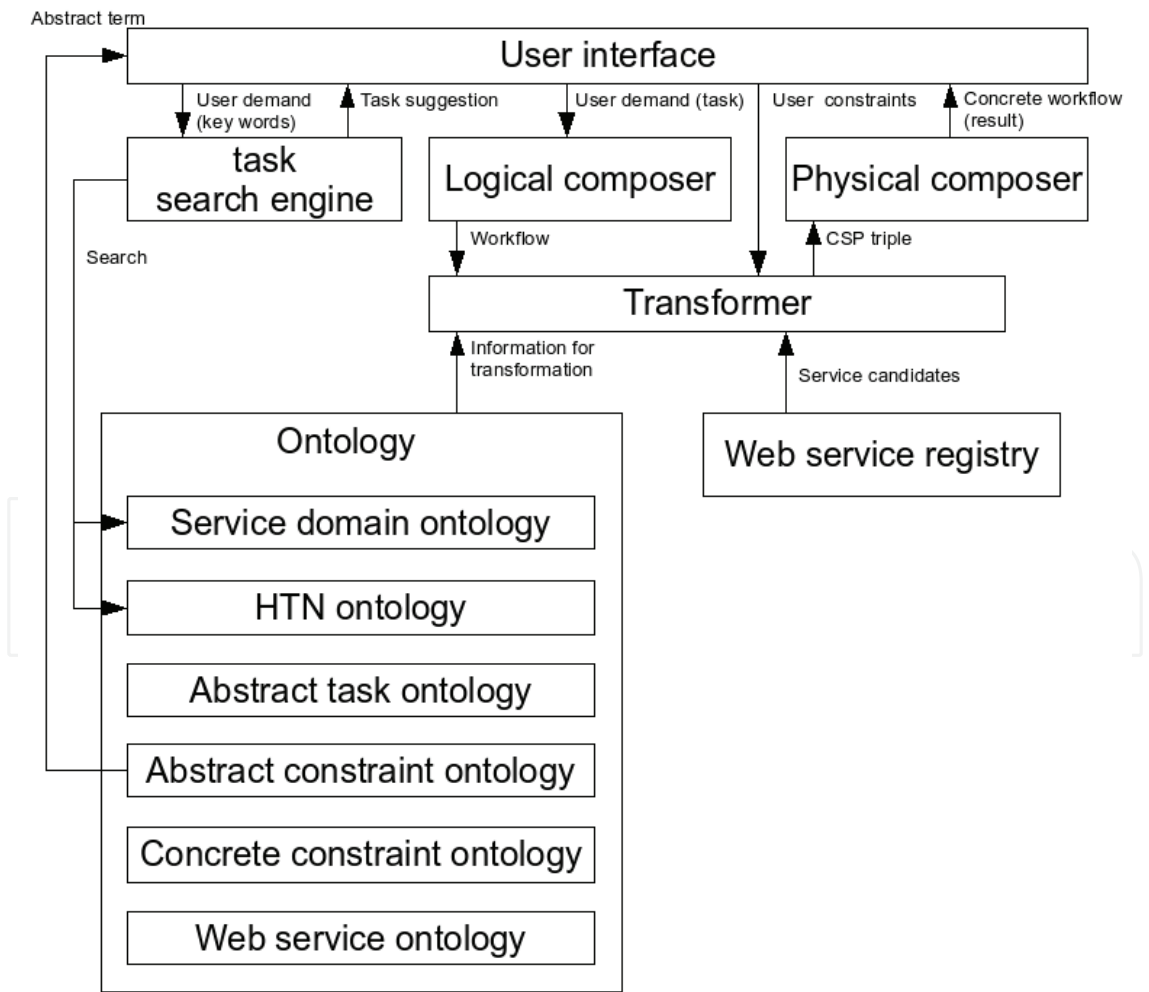 Abstract term
User interface
User demand
(key words)
Task suggestion
User demand (task)
User constraints
Concrete workflow
(result)
task
search engine
Logical composer
Physical composer
Workflow
CSP triple
Search
Transformer
Information for
transformation
Service candidates
Ontology
Web service registry
Service domain ontology
HTN ontology
Abstract task ontology
Abstract constraint ontology
Concrete constraint ontology
Web service ontology